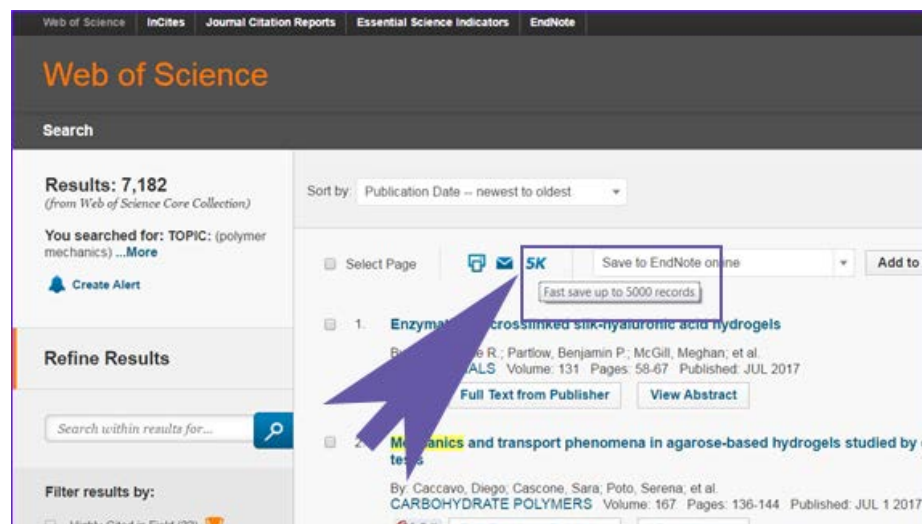 Web of Science InCites Journal Citation Reports Essential Science Indicators EndNote
Web of Science
Search
Results: 7,182
(from Web of Science Core Collection)
You searched for: TOPIC: (polymer
mechanics) ...More
Create Alert
Refine Results
Search within results for...
Filter results by:
Sort by: Publication Date -- newest to oldest
Select Page 5K Save to EndNote online Add to
Fast save up to 5000 records
1. crosslinked silk-hyaluronic acid hydrogels
By: R.; Partlow, Benjamin P.; McGill, Meghan; et al.
Volume: 131 Pages: 58-67 Published: JUL 2017
Full Text from Publisher View Abstract
and transport phenomena in agarose-based hydrogels studied by
By: Caccavo, Diego; Cascone, Sara; Poto, Serena; et al.
CARBOHYDRATE POLYMERS Volume: 167 Pages: 136-144 Published: JUL 1 2017